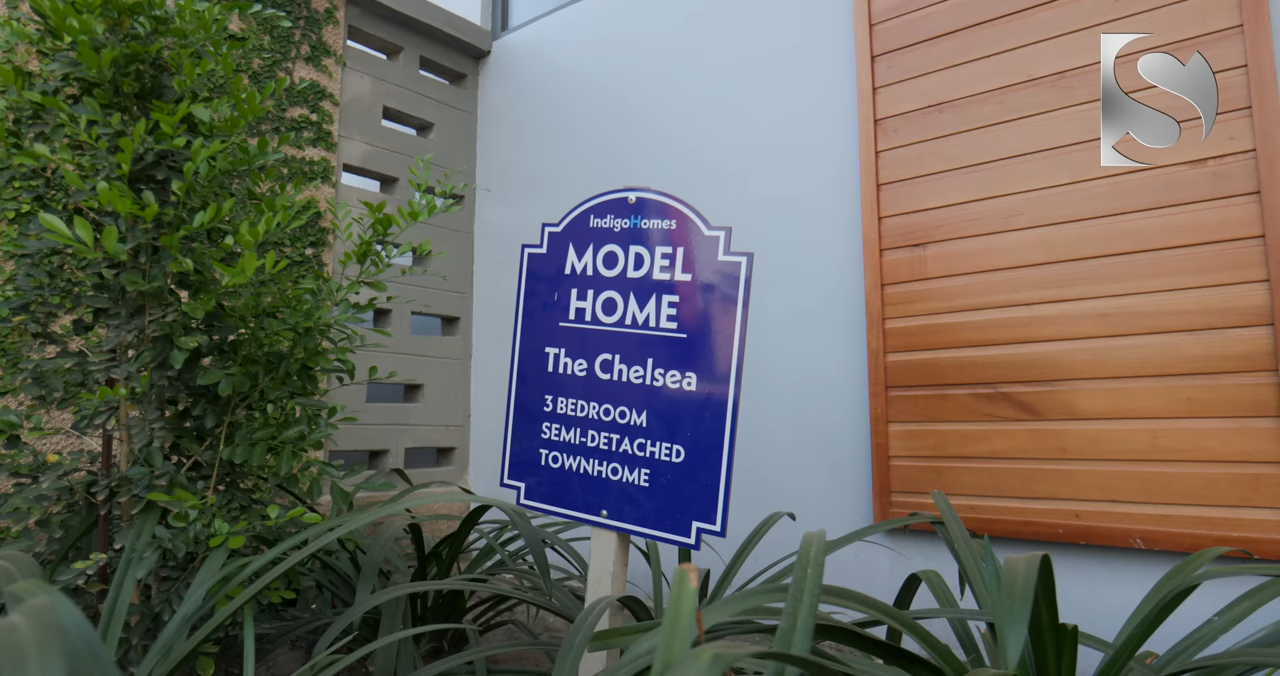 IndigoHomes
MODEL
HOME
The Chelsea
3 BEDROOM
SEMI-DETACHED
TOWNHOME
S